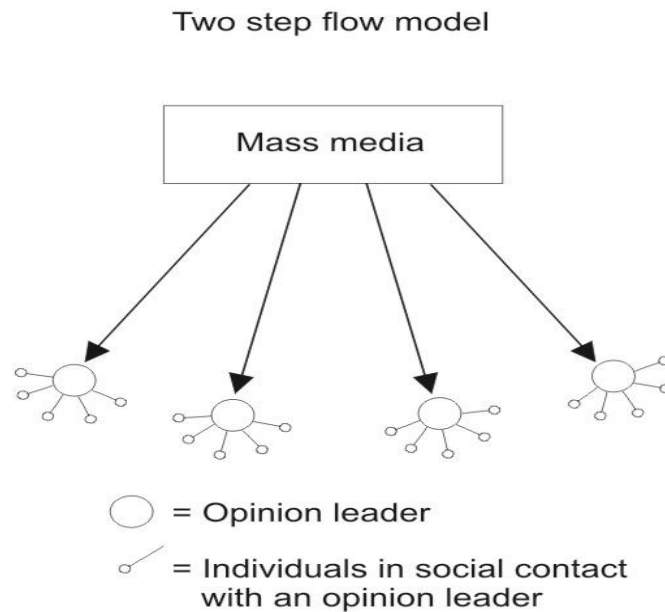 Two step flow model
Mass media
= Opinion leader
= Individuals in social contact
with an opinion leader